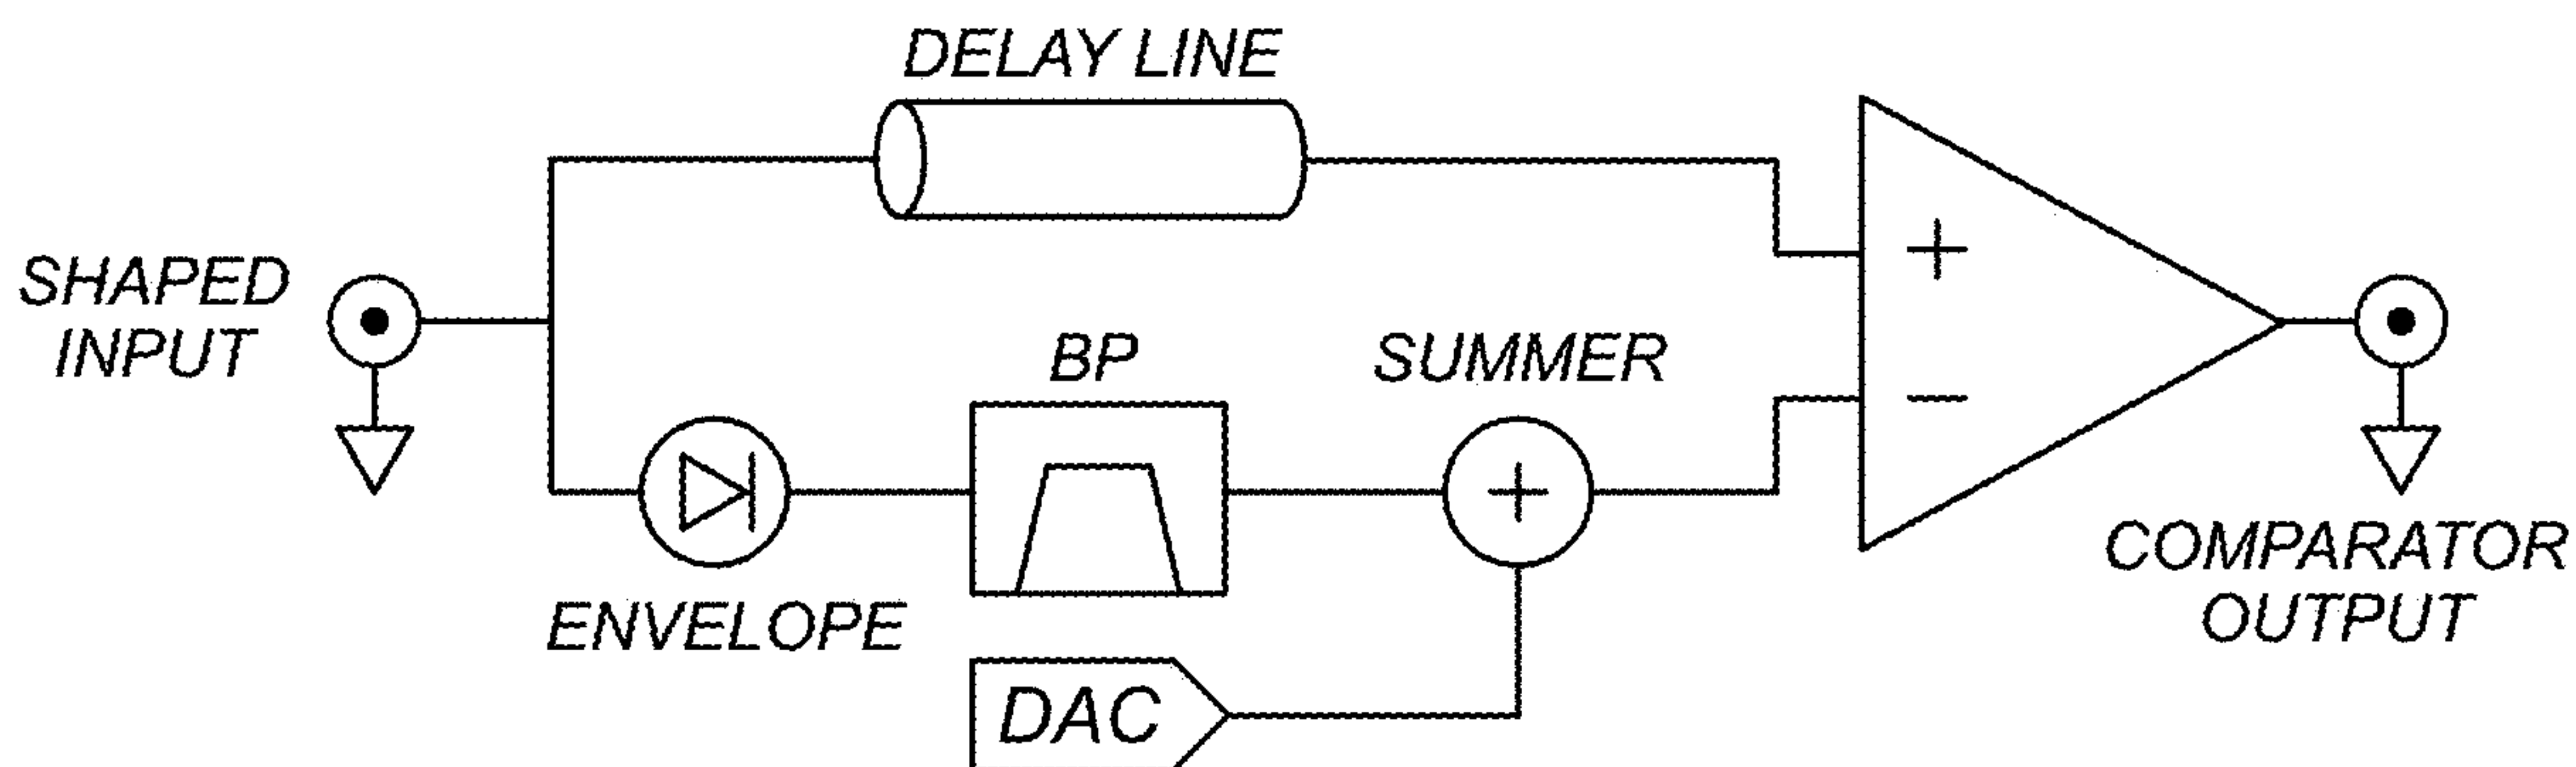 DELAY LINE
SHAPED
INPUT
+
BP
SUMMER
−
+
ENVELOPE
DAC
COMPARATOR
OUTPUT